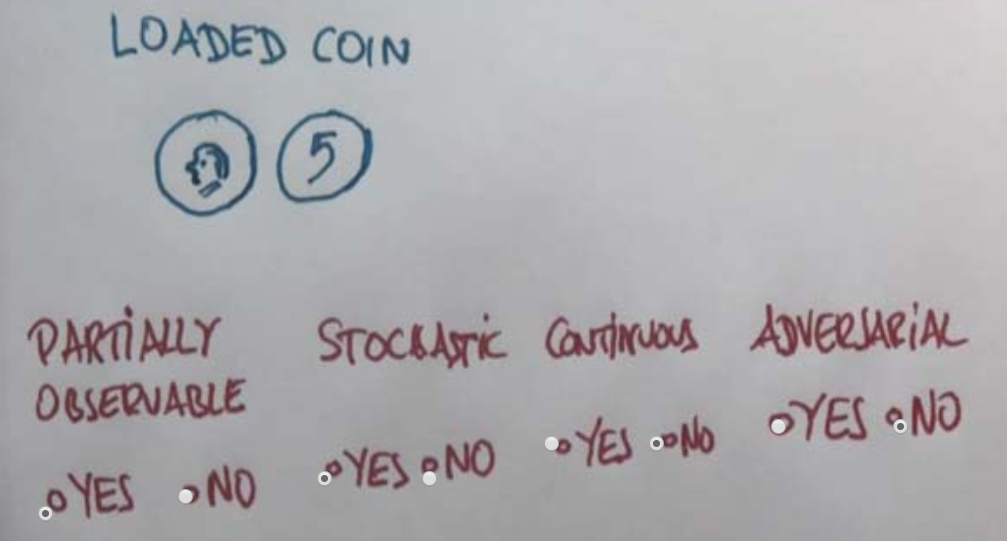 LOADED COIN
5
PARTIALLY
OBSERVABLE
STOCHASTIC
CONTINUOUS
ADVERSARIAL
YES NO
YES NO
YES NO
YES NO